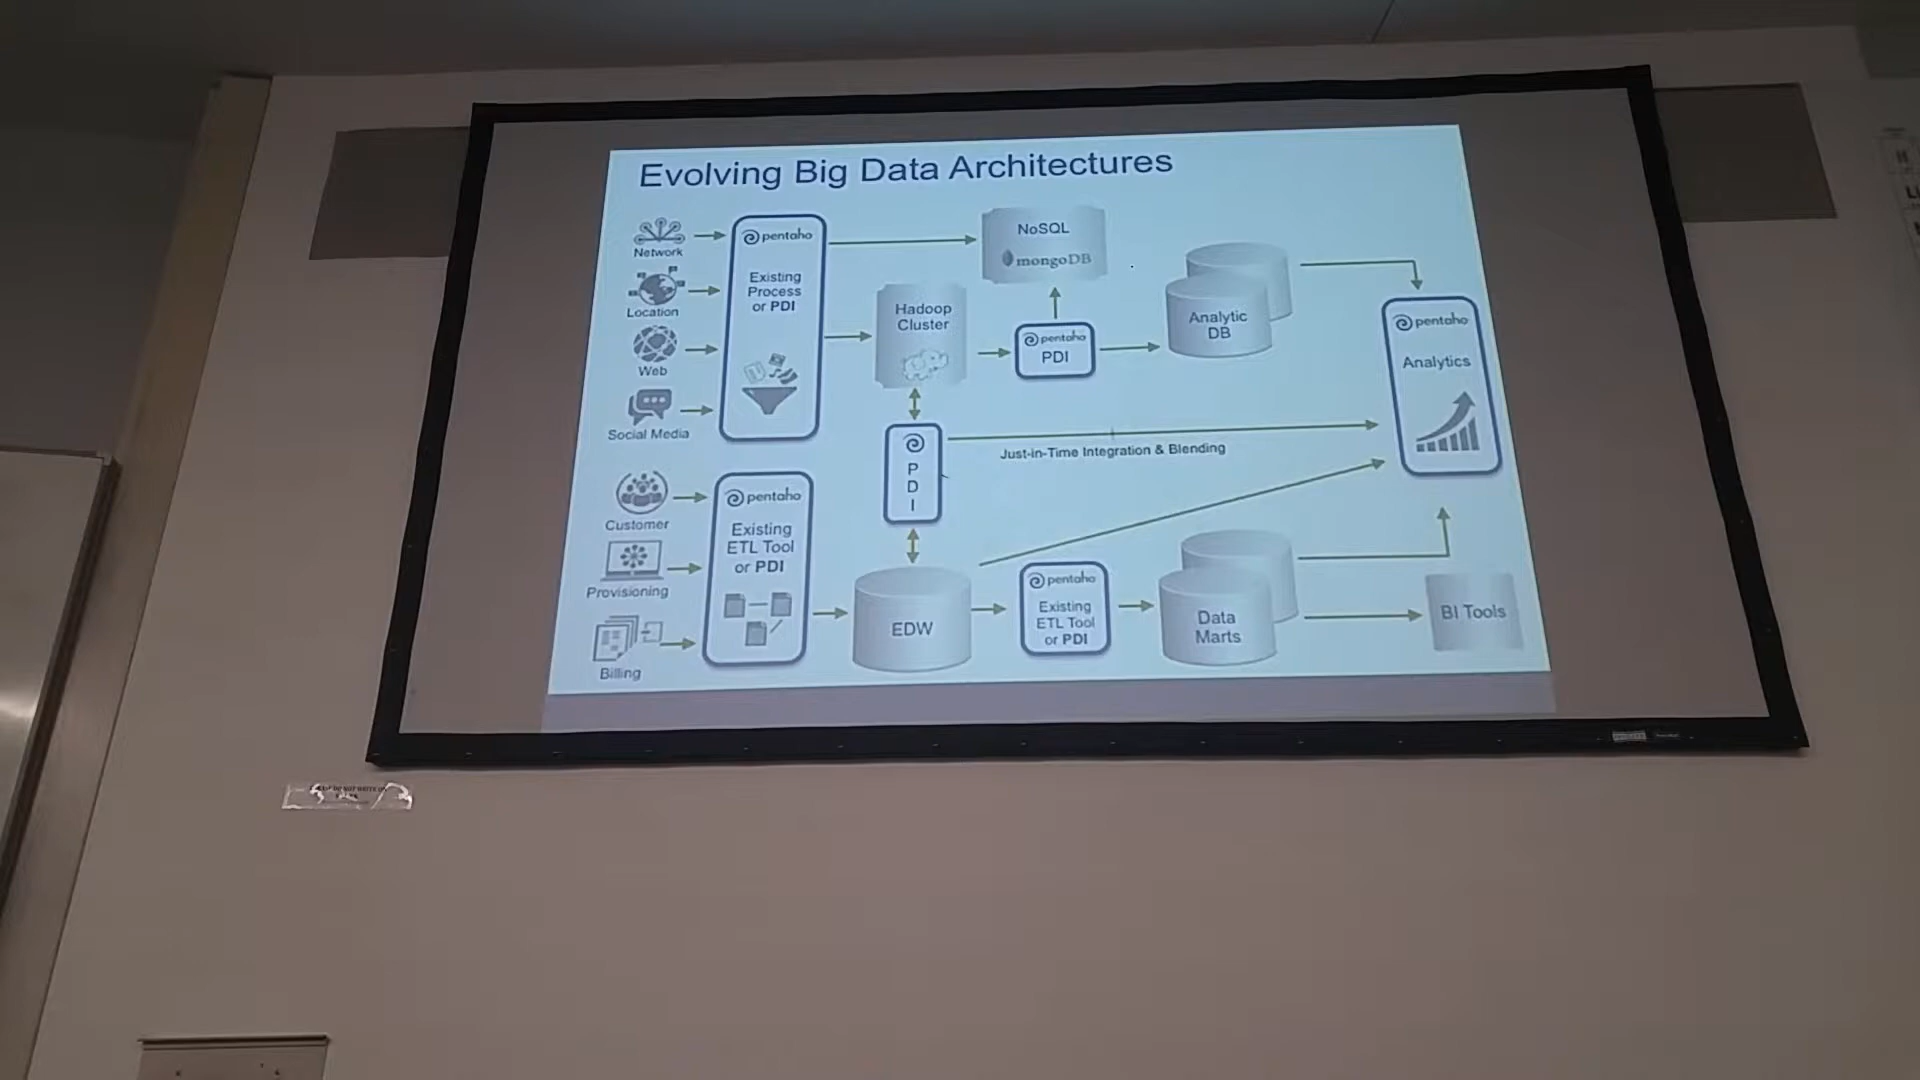 Evolving Big Data Architectures
Network
Location
Web
Social Media
Customer
Provisioning
Billing
pentaho
Existing
Process
or PDI
pentaho
Existing
ETL Tool
or PDI
NoSQL
mongoDB
Hadoop
Cluster
pentaho
PDI
Analytic
DB
P
D
I
Just-in-Time Integration & Blending
pentaho
Analytics
EDW
pentaho
Existing
ETL Tool
or PDI
Data
Marts
BI Tools